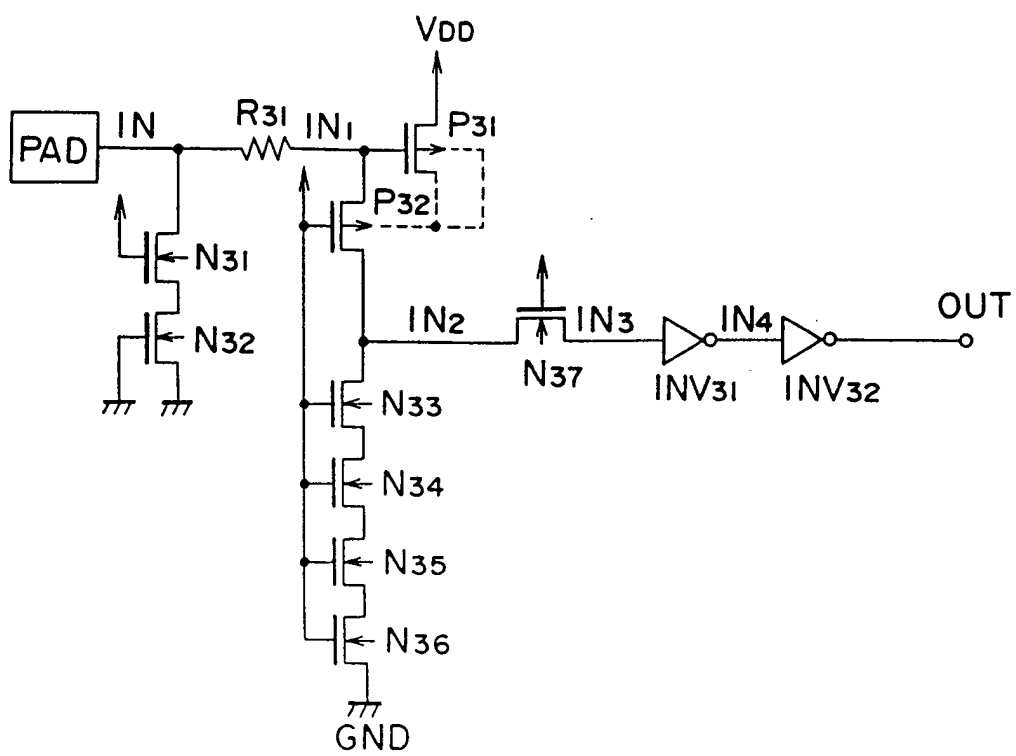 VDD
PAD
IN
R31
IN1
P31
P32
N31
N32
IN2
IN3
IN4
OUT
N37
INV31
INV32
N33
N34
N35
N36
GND